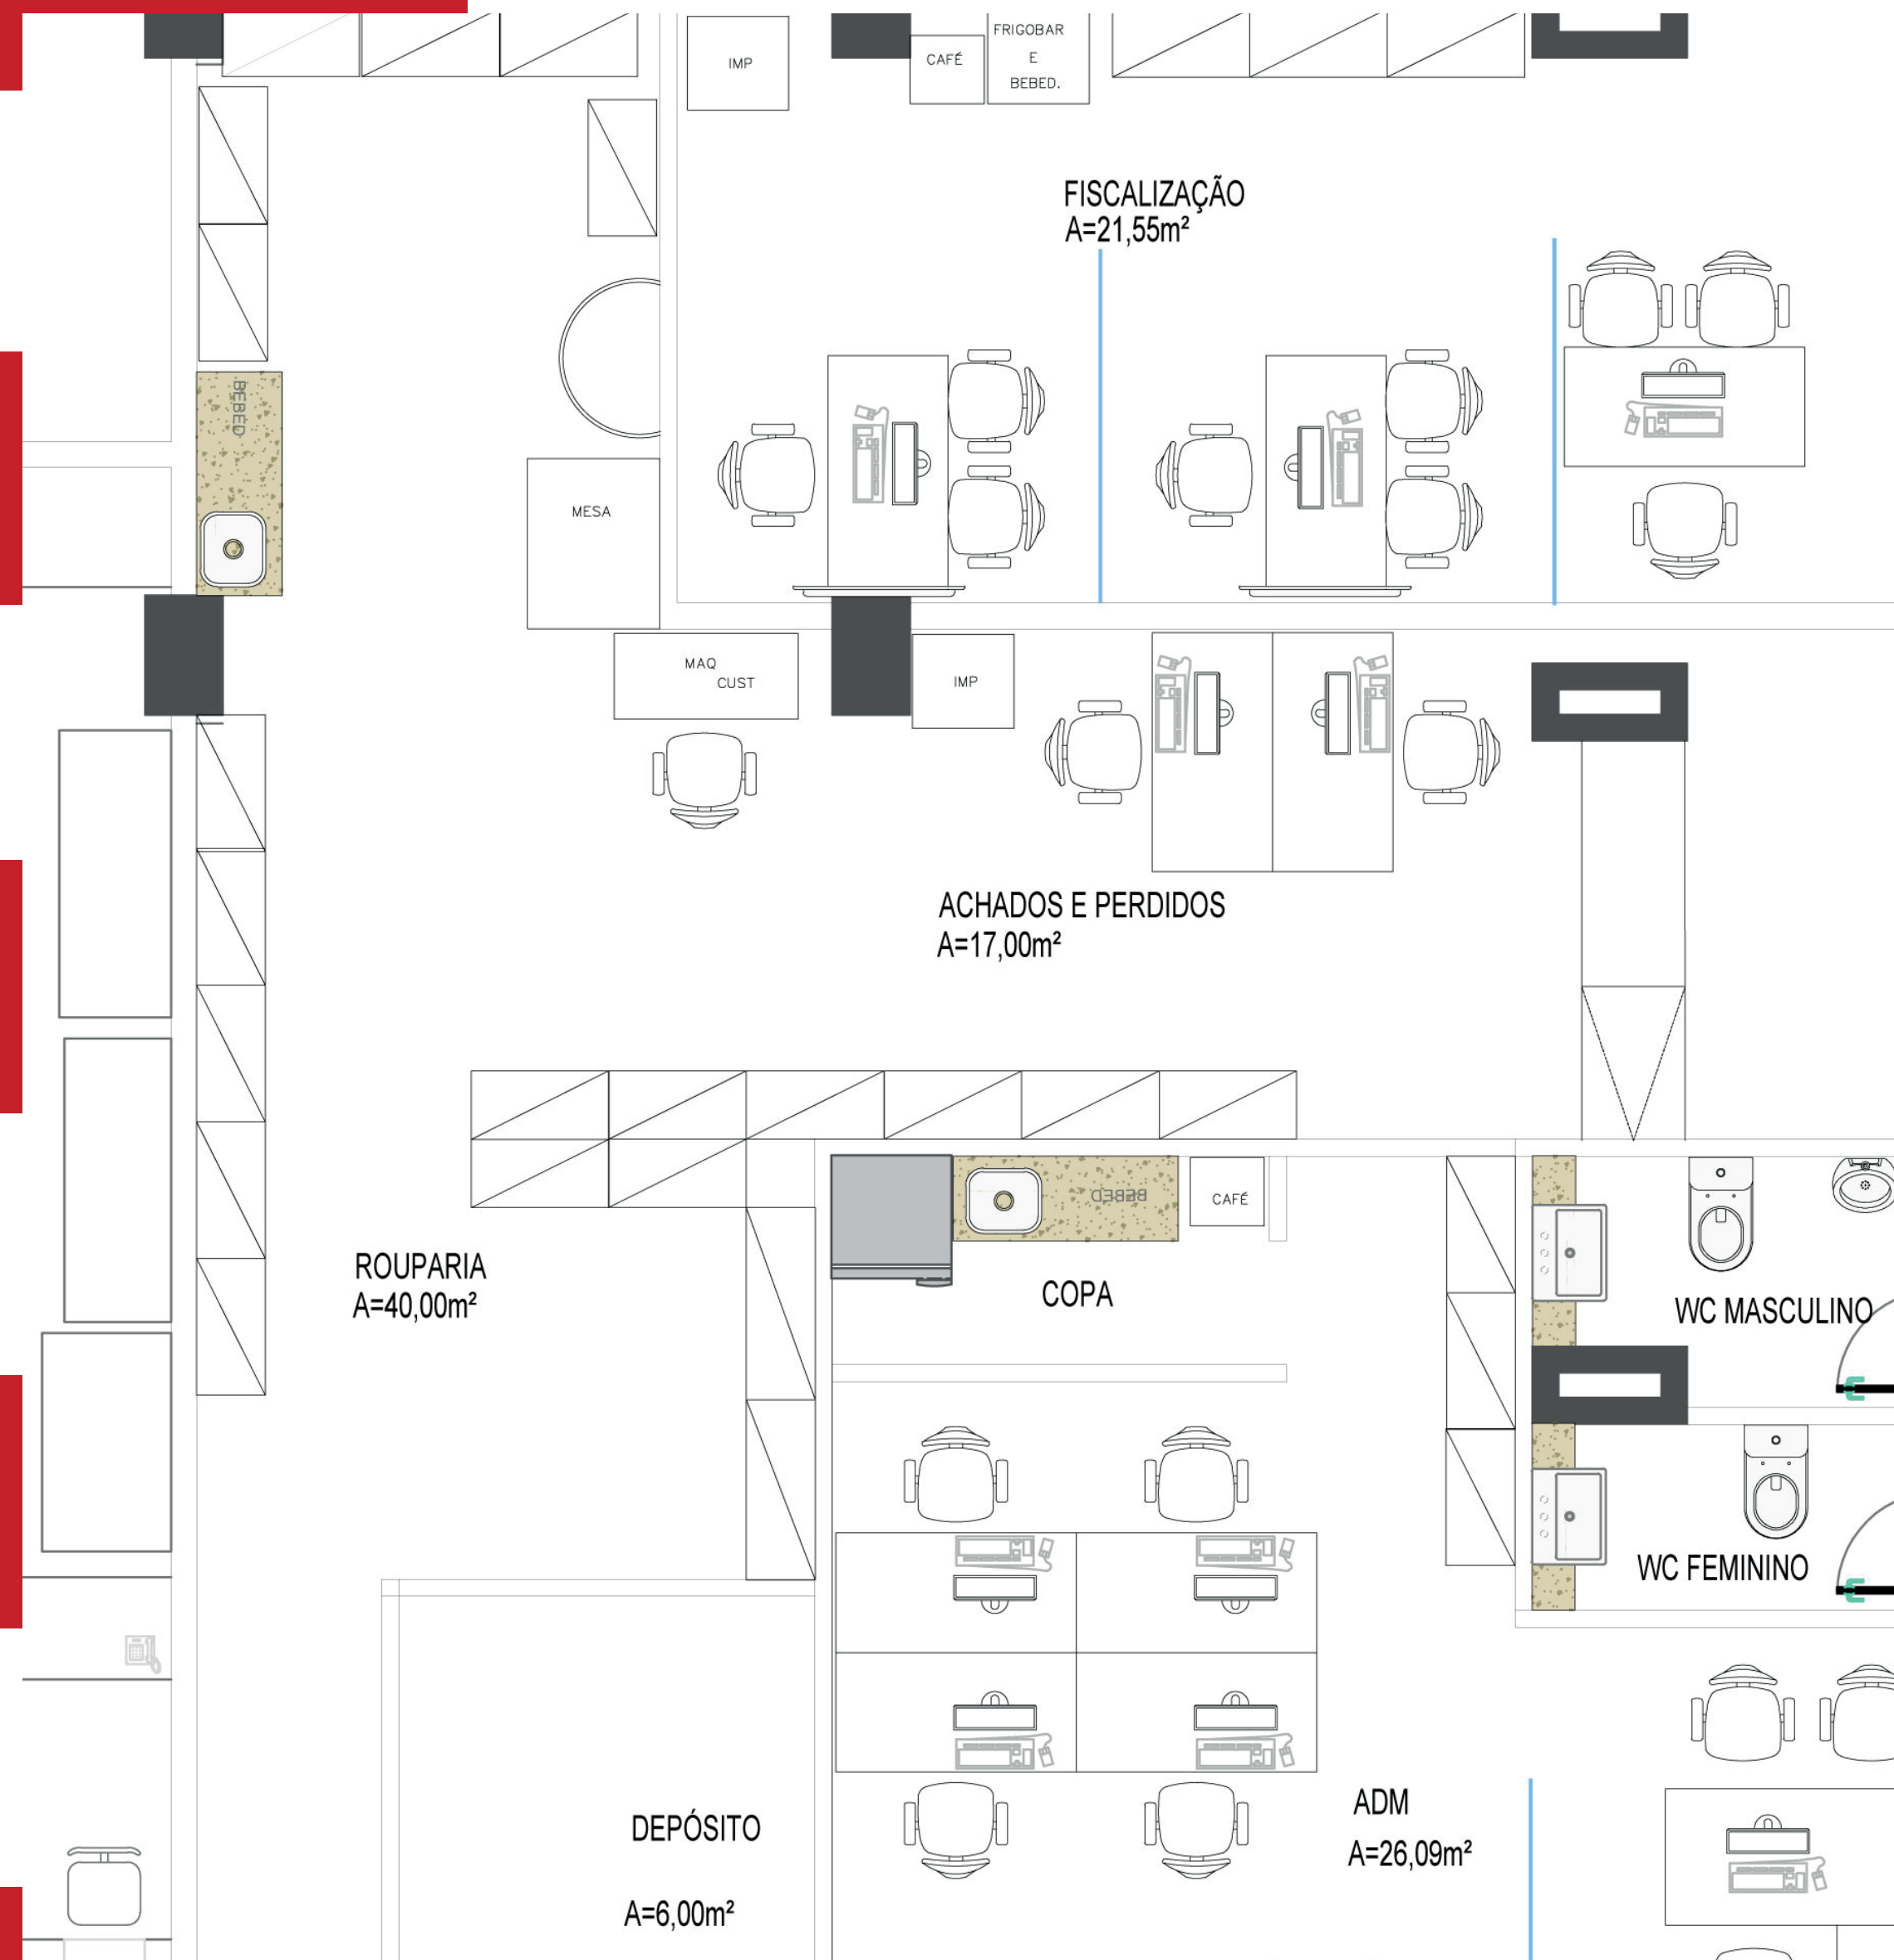 FRIGOBAR
E
BEBED.
CAFÉ
IMP
FISCALIZAÇÃO
A=21,55m²
BEBED
MESA
MAQ
CUST
IMP
ACHADOS E PERDIDOS
A=17,00m²
BEBED
CAFÉ
ROUPARIA
A=40,00m²
COPA
WC MASCULINO
WC FEMININO
ADM
A=26,09m²
DEPÓSITO
A=6,00m²